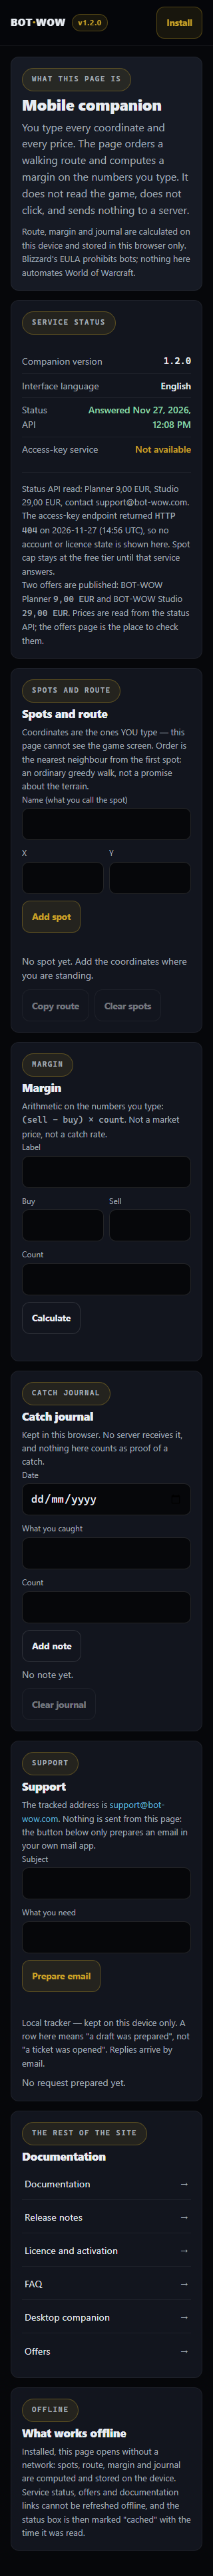 BOT-WOW v1.2.0 Install
WHAT THIS PAGE IS
Mobile companion
You type every coordinate and
every price. The page orders a
walking route and computes a
margin on the numbers you type. It
does not read the game, does not
click, and sends nothing to a server.
Route, margin and journal are calculated on
this device and stored in this browser only.
Blizzard's EULA prohibits bots; nothing here
automates World of Warcraft.
SERVICE STATUS
Companion version 1.2.0
Interface language English
Status API Answered Nov 27, 2026, 12:08 PM
Access-key service Not available
Status API read: Planner 9,00 EUR, Studio
29,00 EUR, contact support@bot-wow.com.
The access-key endpoint returned HTTP
404 on 2026-11-27 (14:56 UTC), so no
account or licence state is shown here. Spot
cap stays at the free tier until that service
answers.
Two offers are published: BOT-WOW
Planner 9,00 EUR and BOT-WOW Studio
29,00 EUR. Prices are read from the status
API; the offers page is the place to check
them.
SPOTS AND ROUTE
Spots and route
Coordinates are the ones YOU type — this
page cannot see the game screen. Order is
the nearest neighbour from the first spot:
an ordinary greedy walk, not a promise
about the terrain.
Name (what you call the spot)
X Y
Add spot
No spot yet. Add the coordinates where
you are standing.
Copy route Clear spots
MARGIN
Margin
Arithmetic on the numbers you type:
(sell − buy) × count. Not a market
price, not a catch rate.
Label
Buy Sell
Count
Calculate
CATCH JOURNAL
Catch journal
Kept in this browser. No server receives it,
and nothing here counts as proof of a
catch.
Date
dd/mm/yyyy
What you caught
Count
Add note
No note yet.
Clear journal
SUPPORT
Support
The tracked address is support@bot-
wow.com. Nothing is sent from this page:
the button below only prepares an email in
your own mail app.
Subject
What you need
Prepare email
Local tracker — kept on this device only. A
row here means "a draft was prepared", not
"a ticket was opened". Replies arrive by
email.
No request prepared yet.
THE REST OF THE SITE
Documentation
Documentation →
Release notes →
Licence and activation →
FAQ →
Desktop companion →
Offers →
OFFLINE
What works offline
Installed, this page opens without a
network: spots, route, margin and journal
are computed and stored on the device.
Service status, offers and documentation
links cannot be refreshed offline, and the
status box is then marked "cached" with the
time it was read.